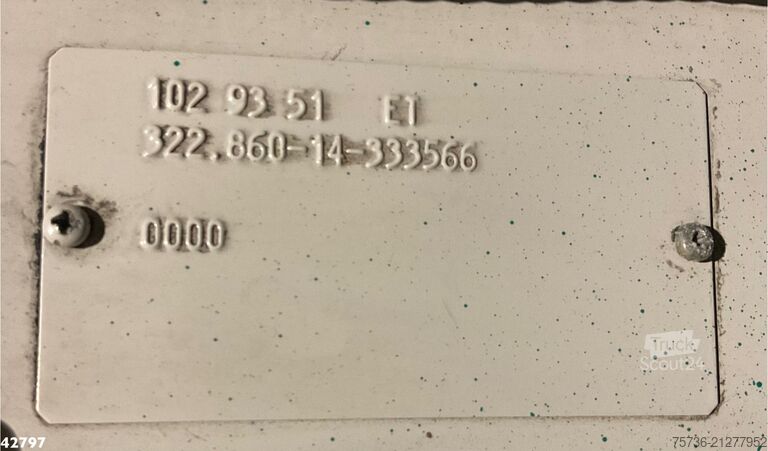 102 93 51 ET
322.860-14-333566
0000
Truck
Scout24
42797
75736-21277952